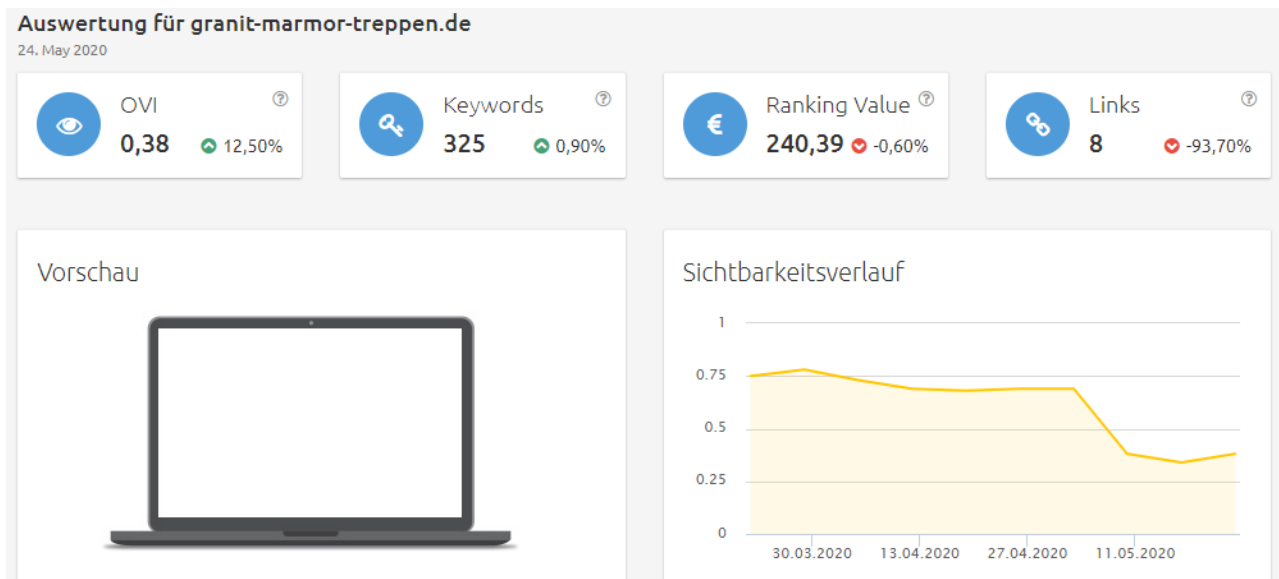 Auswertung für granit-marmor-treppen.de
24. May 2020
OVI
0,38 12,50%
Keywords
325 0,90%
Ranking Value
240,39 -0,60%
Links
8 -93,70%
Vorschau
Sichtbarkeitsverlauf
1
0.75
0.5
0.25
0
30.03.2020 13.04.2020 27.04.2020 11.05.2020